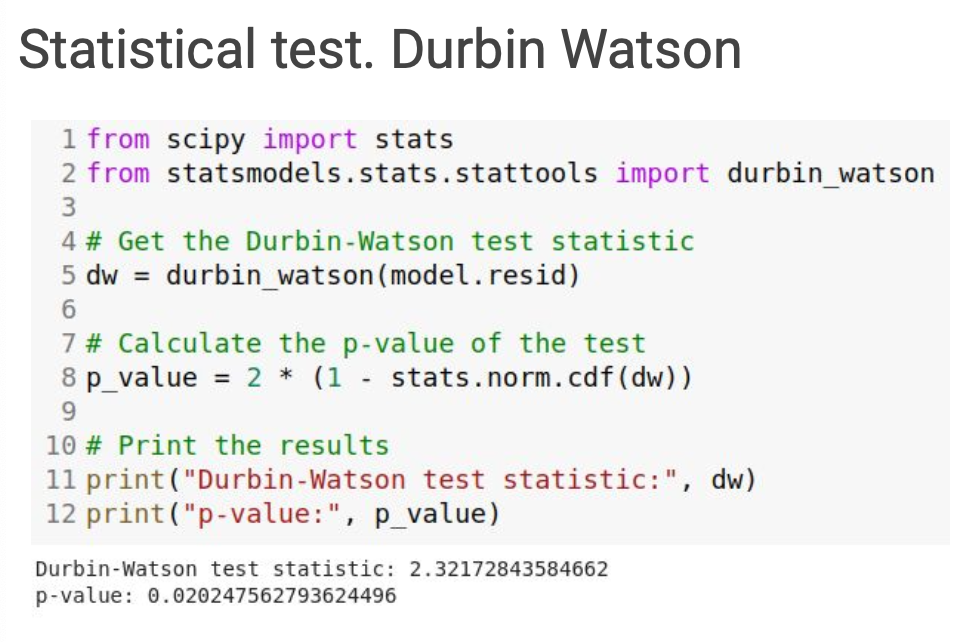 Statistical test. Durbin Watson
1 from scipy import stats
2 from statsmodels.stats.stattools import durbin_watson
3
4 # Get the Durbin-Watson test statistic
5 dw = durbin_watson(model.resid)
6
7 # Calculate the p-value of the test
8 p_value = 2 * (1 - stats.norm.cdf(dw))
9
10 # Print the results
11 print("Durbin-Watson test statistic:", dw)
12 print("p-value:", p_value)
Durbin-Watson test statistic: 2.32172843584662
p-value: 0.020247562793624496